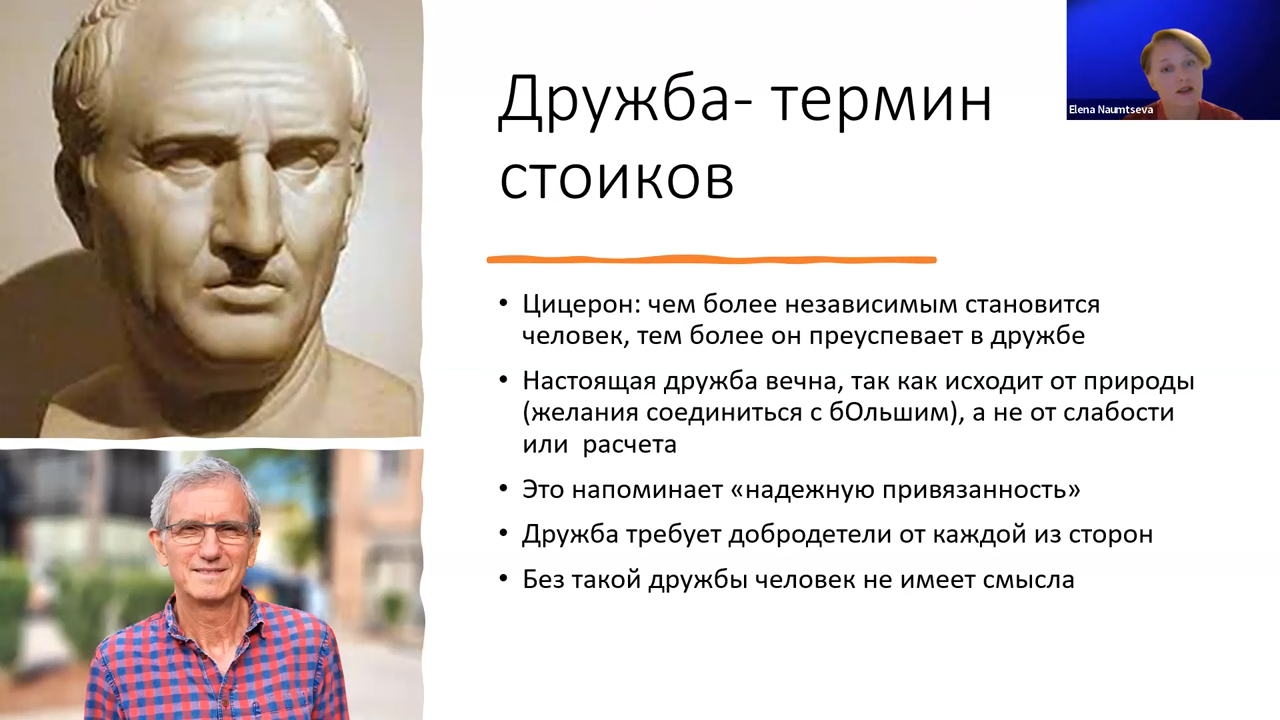 Дружба- термин
стоиков
Elena Naumtseva
• Цицерон: чем более независимым становится
человек, тем более он преуспевает в дружбе
• Настоящая дружба вечна, так как исходит от природы
(желания соединиться с бОльшим), а не от слабости
или  расчета
• Это напоминает «надежную привязанность»
• Дружба требует добродетели от каждой из сторон
• Без такой дружбы человек не имеет смысла